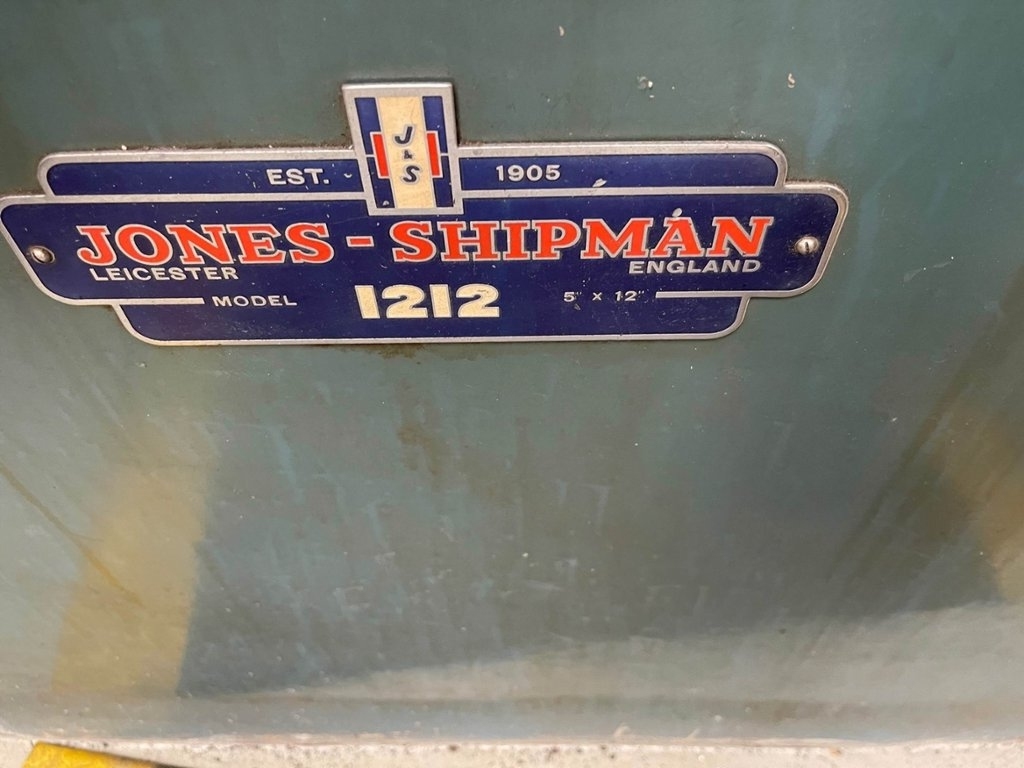 J & S
EST. 1905
JONES-SHIPMAN
LEICESTER ENGLAND
MODEL 1212 5" x 12"